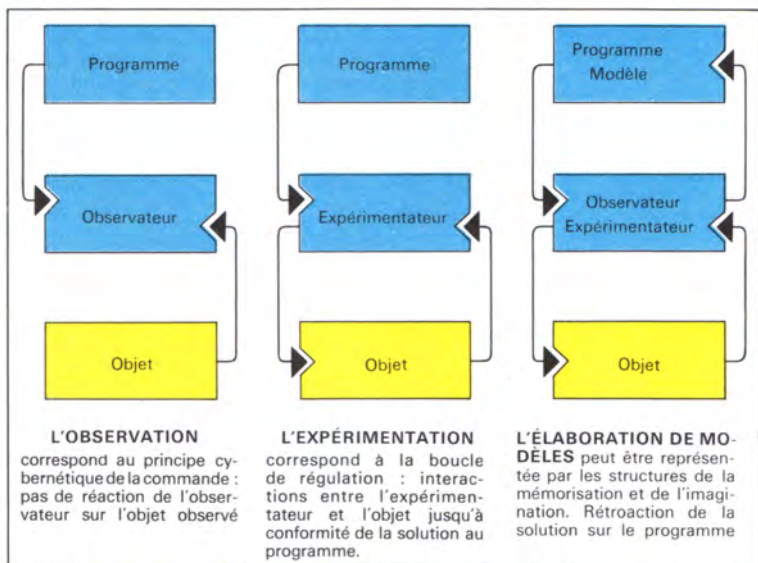 Programme
Observateur
Objet
L'OBSERVATION
correspond au principe cy-
bernétique de la commande :
pas de réaction de l'obser-
vateur sur l'objet observé
Programme
Expérimentateur
Objet
L'EXPÉRIMENTATION
correspond à la boucle
de régulation : interac-
tions entre l'expérimen-
tateur et l'objet jusqu'à
conformité de la solution au
programme.
Programme
Modèle
Observateur
Expérimentateur
Objet
L'ÉLABORATION DE MO-
DÈLES peut être représen-
tée par les structures de la
mémorisation et de l'imagi-
nation. Rétroaction de la
solution sur le programme